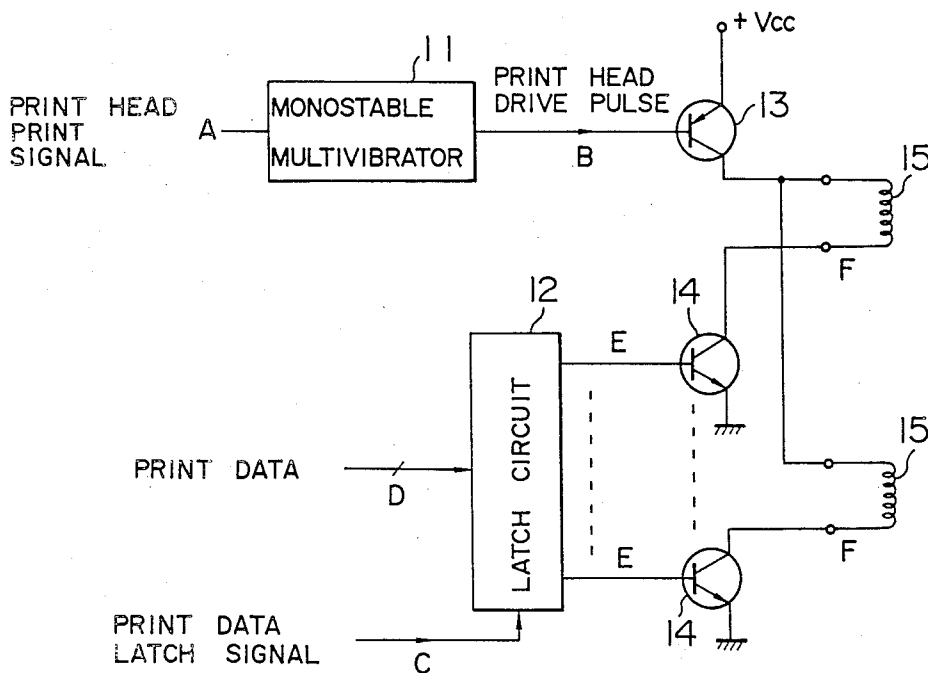 + Vcc
11
PRINT HEAD
PRINT
SIGNAL
A
MONOSTABLE
MULTIVIBRATOR
PRINT HEAD
DRIVE PULSE
B
13
15
F
12
14
E
LATCH CIRCUIT
PRINT DATA
D
15
E
F
14
PRINT DATA
LATCH SIGNAL
C